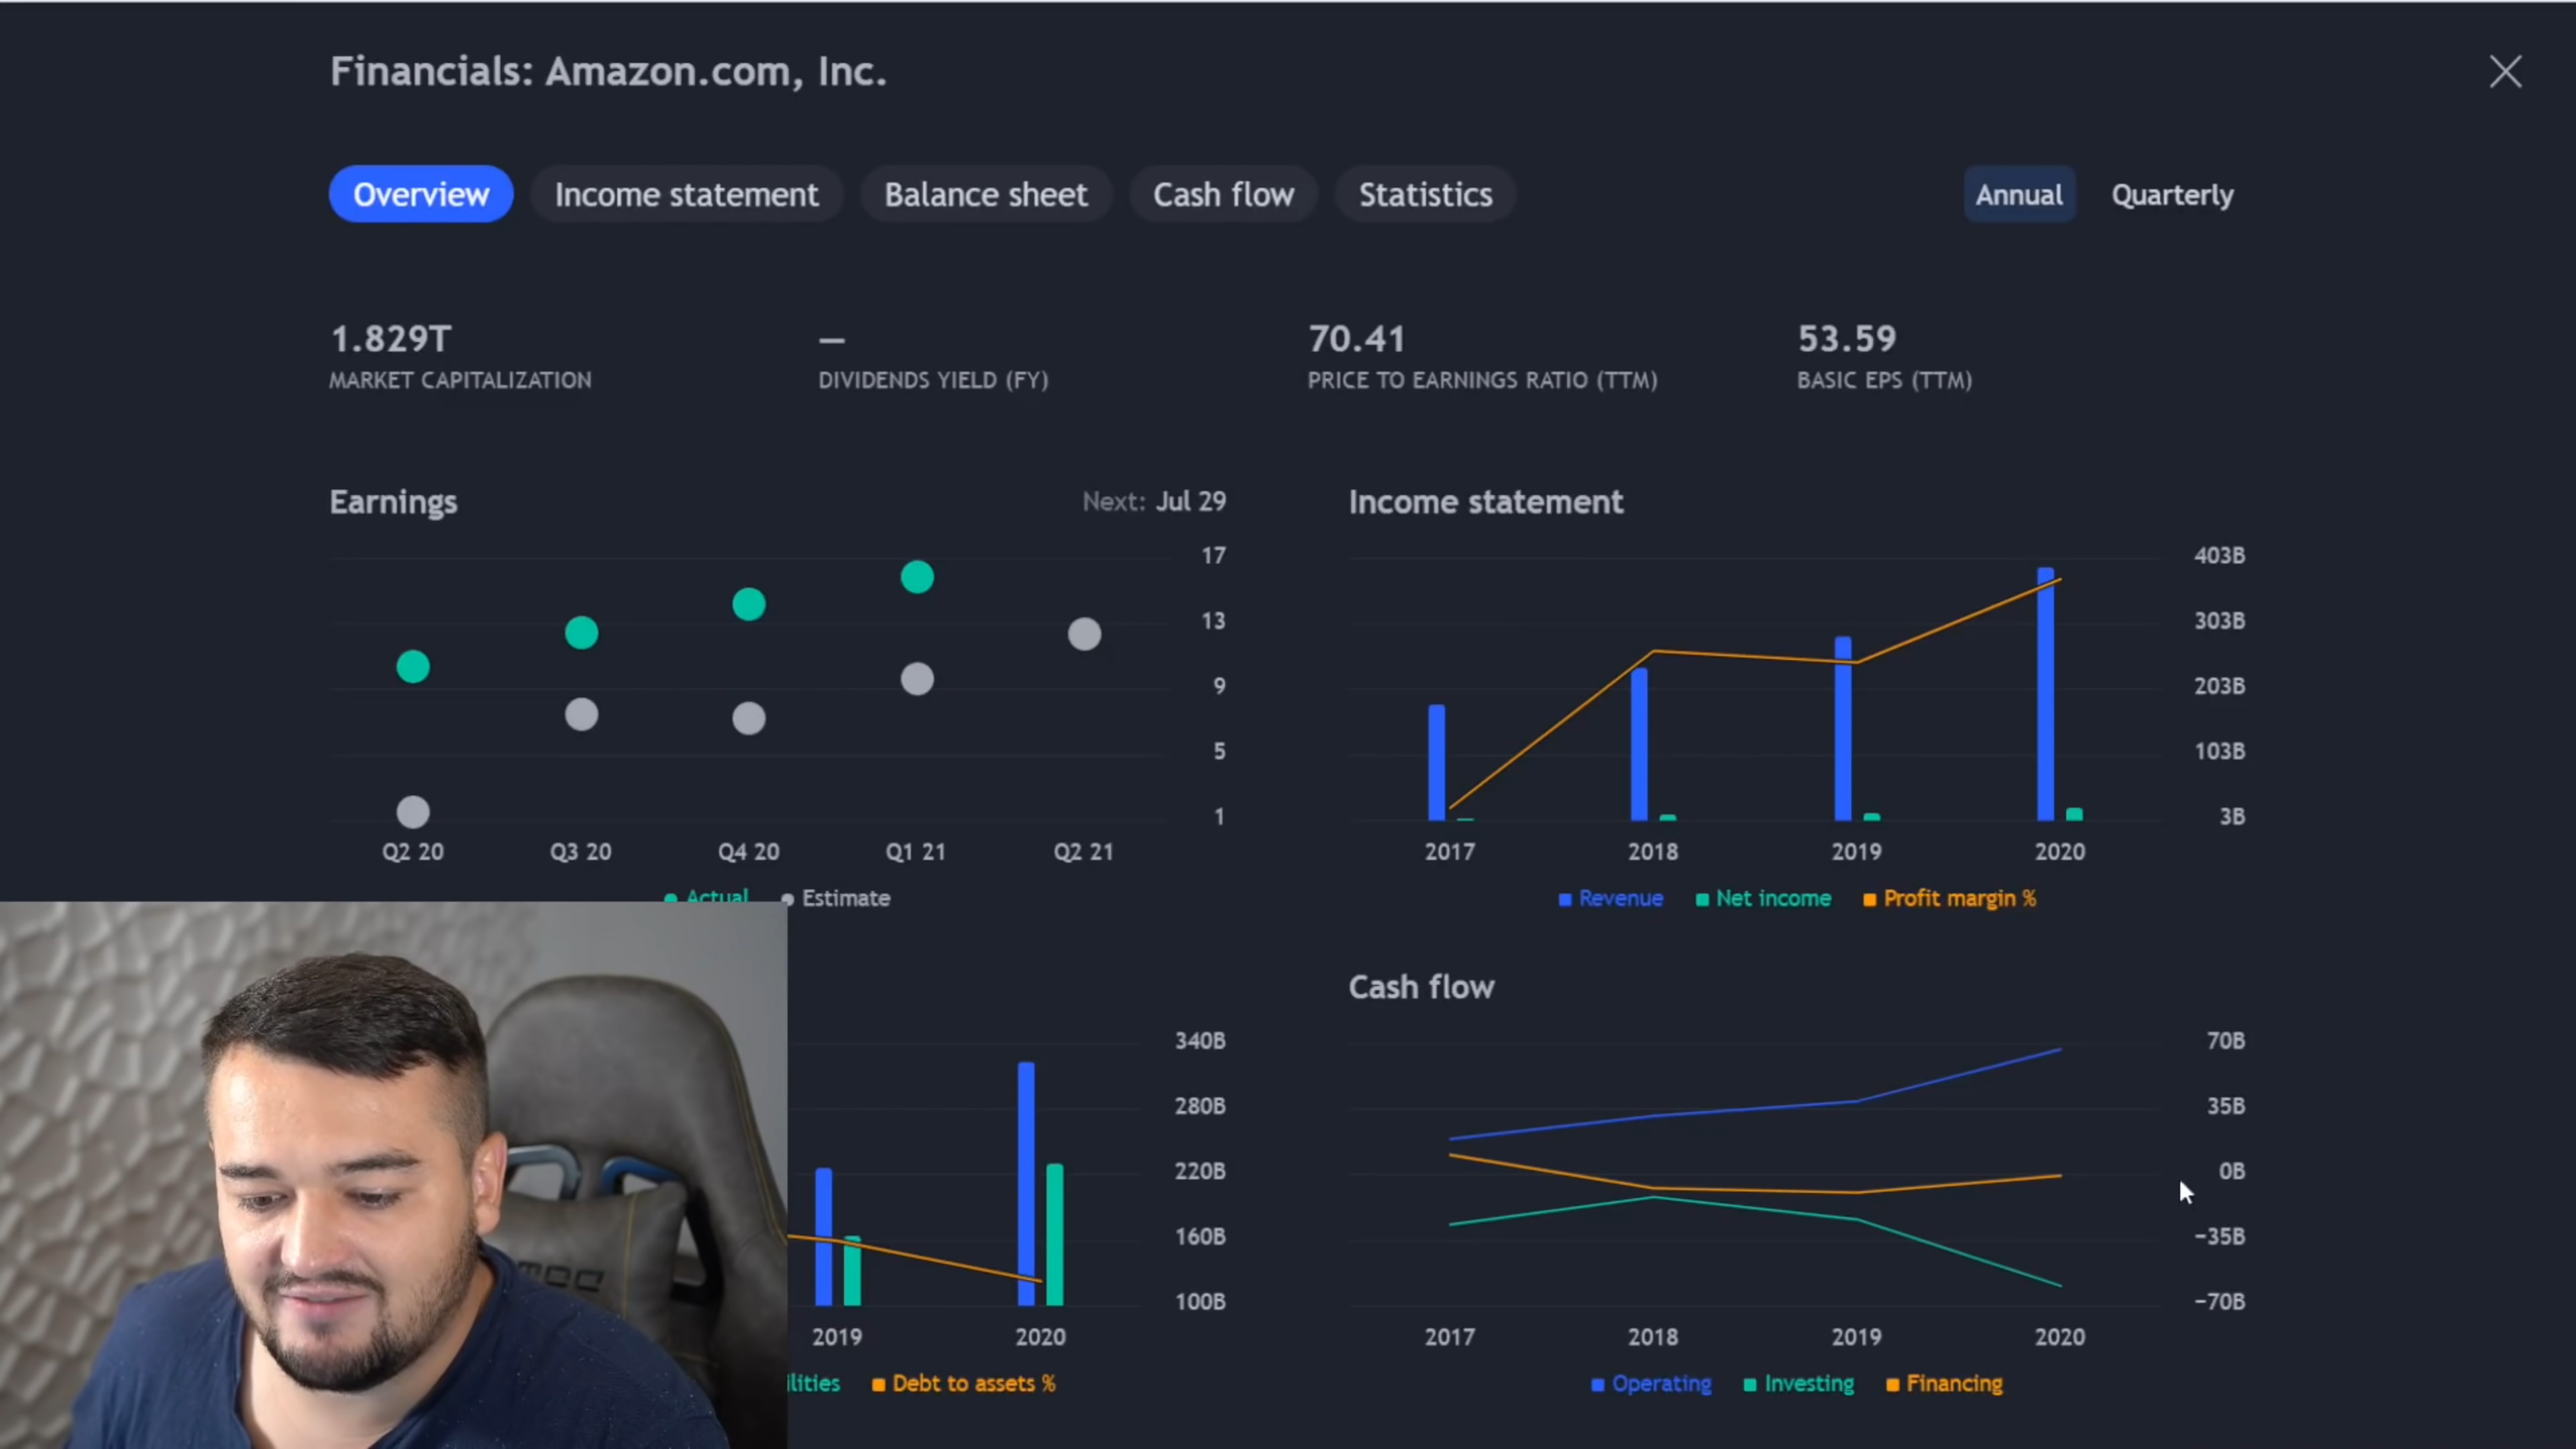 Financials: Amazon.com, Inc.
Overview Income statement Balance sheet Cash flow Statistics Annual Quarterly
1.829T — 70.41 53.59
MARKET CAPITALIZATION DIVIDENDS YIELD (FY) PRICE TO EARNINGS RATIO (TTM) BASIC EPS (TTM)
Earnings Next: Jul 29
17
13
9
5
1
Q2 20 Q3 20 Q4 20 Q1 21 Q2 21
Actual Estimate
Income statement
403B
303B
203B
103B
3B
2017 2018 2019 2020
Revenue Net income Profit margin %
340B
280B
220B
160B
100B
2019 2020
lities Debt to assets %
Cash flow
70B
35B
0B
−35B
−70B
2017 2018 2019 2020
Operating Investing Financing